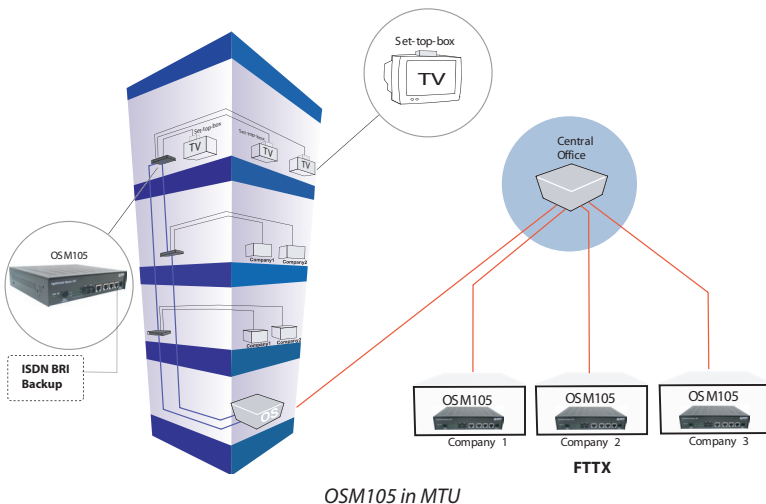 Set-top-box
TV
Set-top-box
TV
Set-top-box
TV
TV
Central
Office
OSM105
ISDN BRI
Backup
Company1
Company2
Company1
Company2
OS
OSM105
Company 1
OSM105
Company 2
OSM105
Company 3
FTTX
OSM105 in MTU